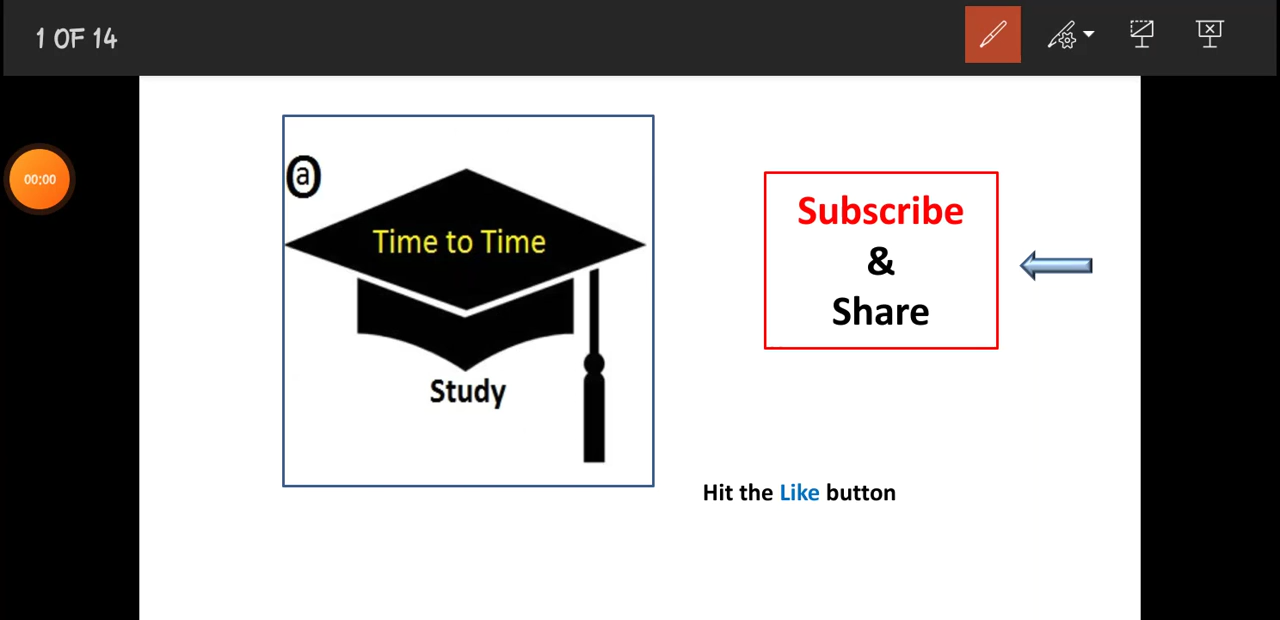 1 OF 14
00:00
a
Time to Time
Study
Subscribe
&
Share
Hit the Like button